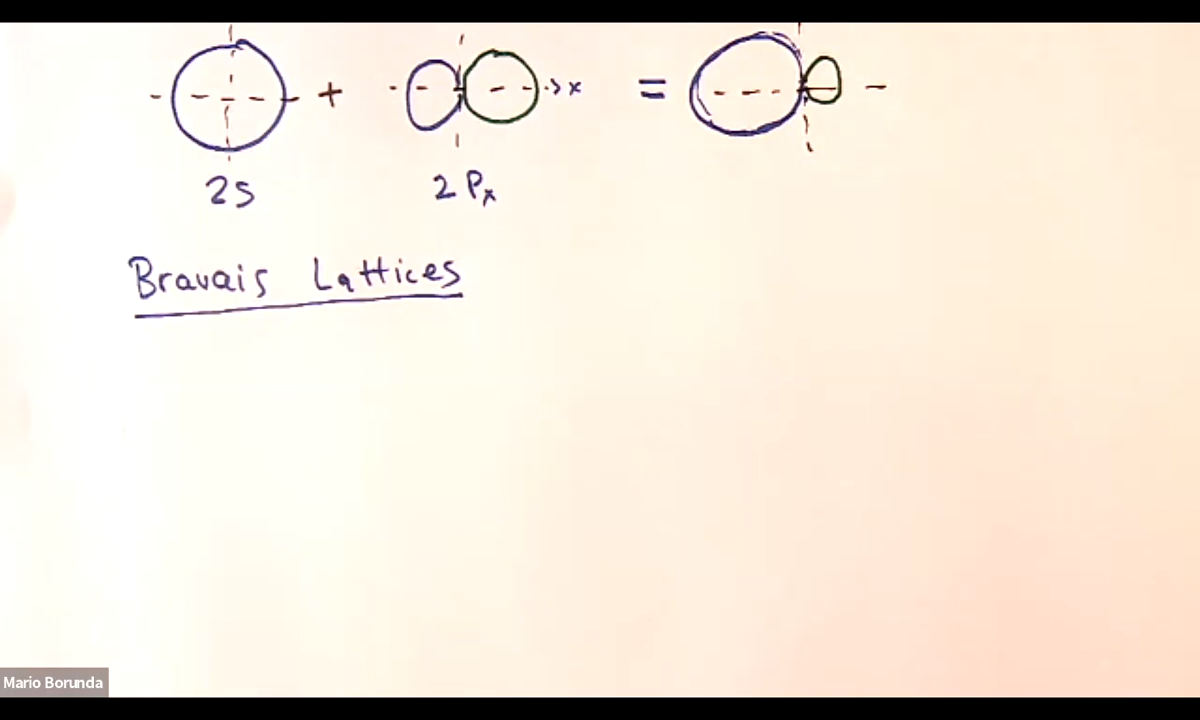 + x =
2S 2Px
Bravais Lattices
Mario Borunda